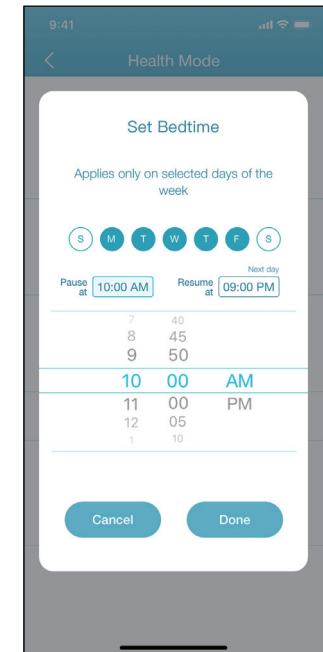 9:41
Health Mode
Set Bedtime
Applies only on selected days of the
week
S M T W T F S
Next day
Pause at 10:00 AM Resume at 09:00 PM
7 40
8 45
9 50
10 00 AM
11 00 PM
12 05
1 10
Cancel Done